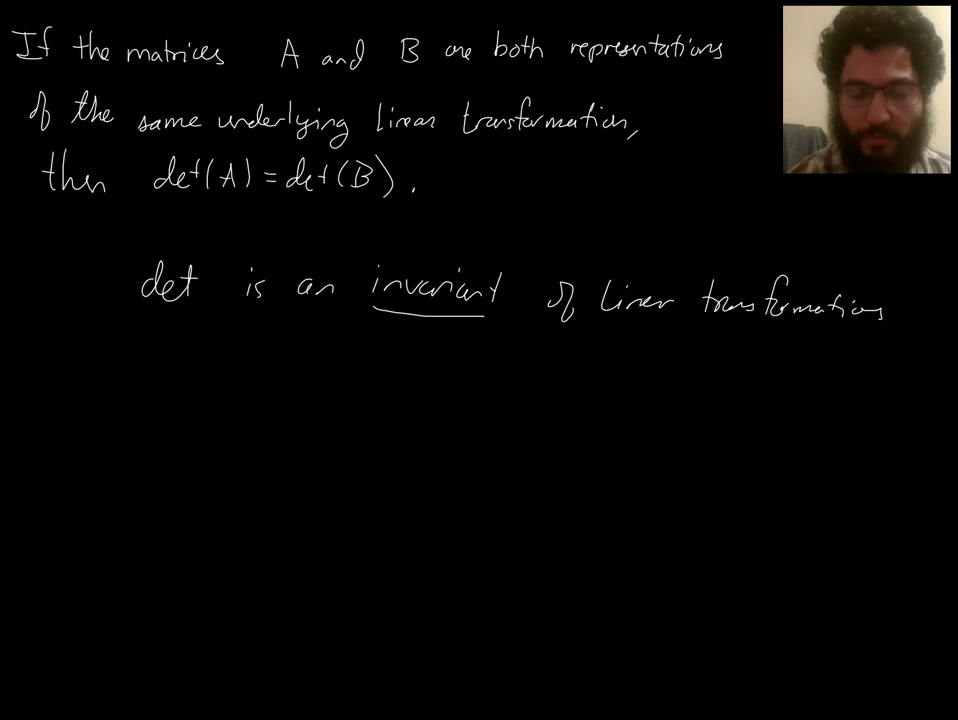 If the matrices A and B are both representations
of the same underlying linear transformation,
then det(A) = det(B).
det is an invariant of linear transformations